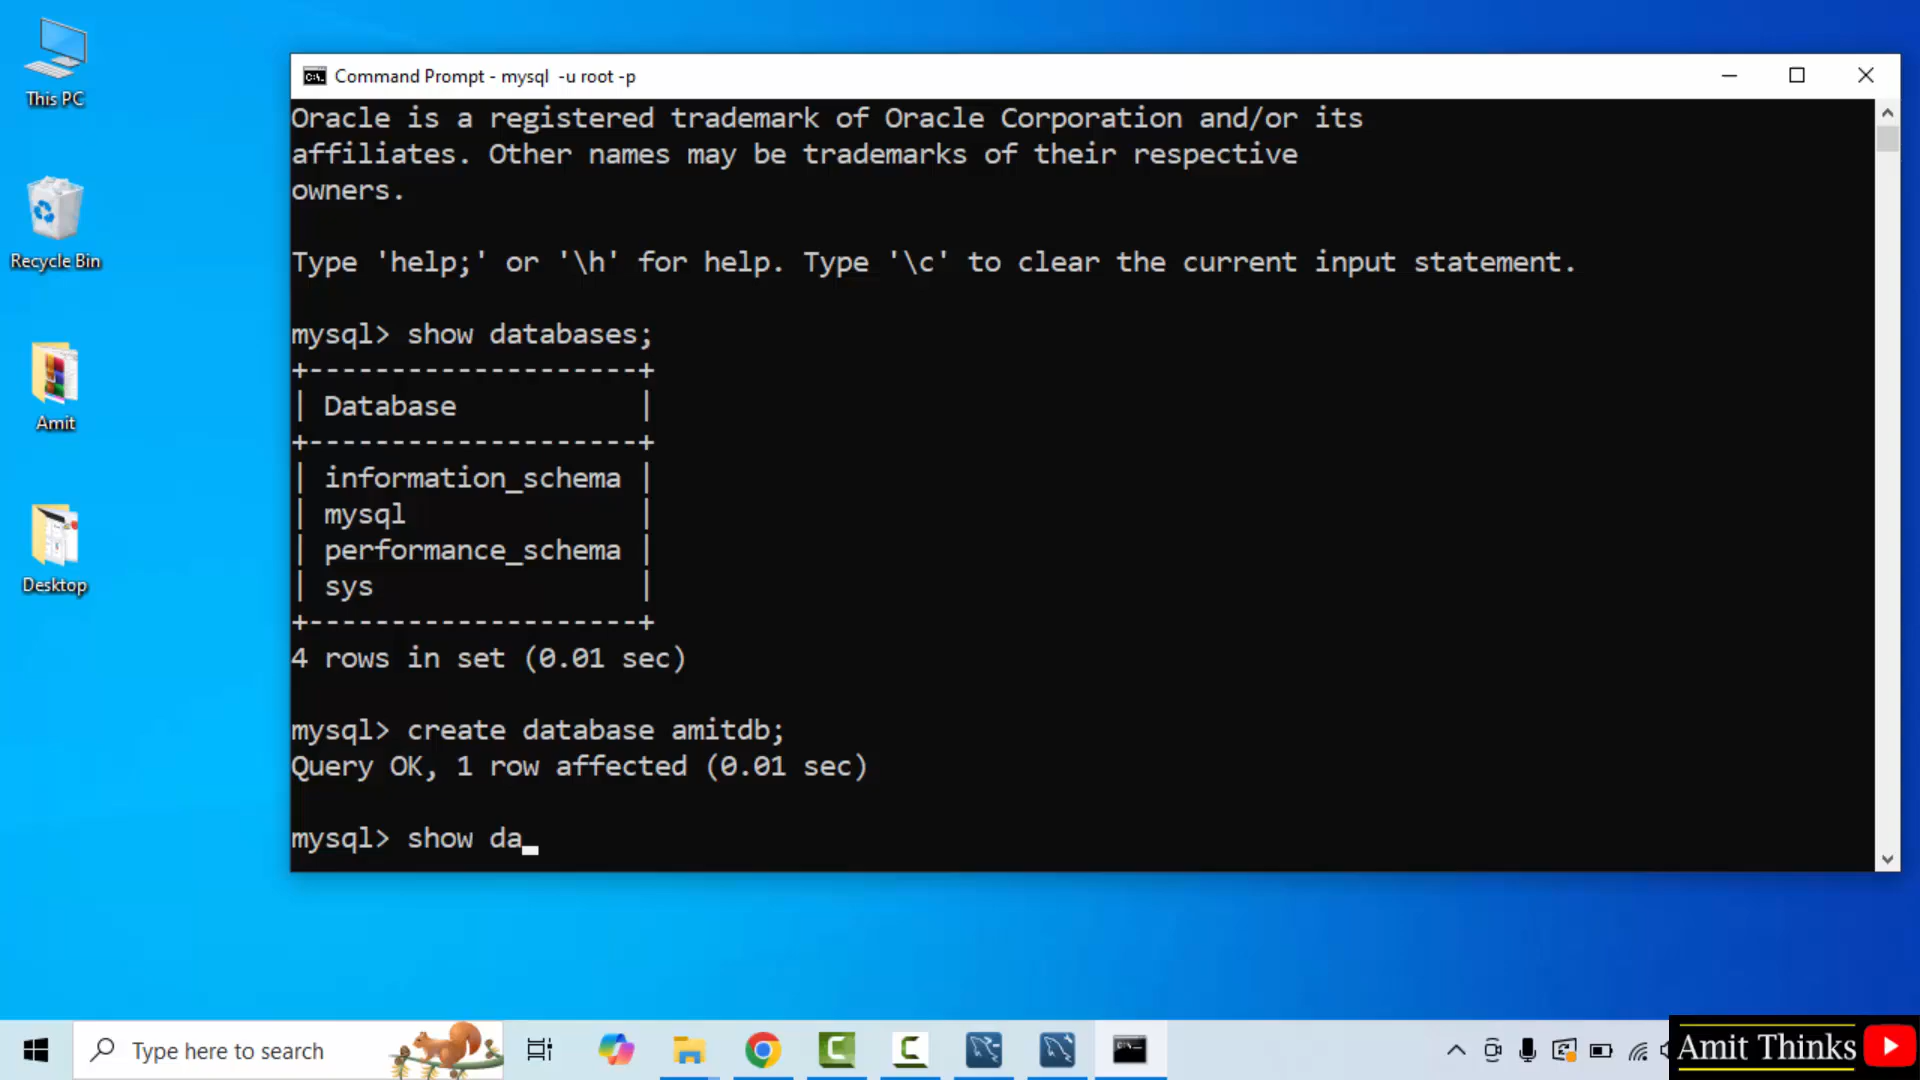 This PC
Recycle Bin
Amit
Desktop
Command Prompt - mysql  -u root -p
Oracle is a registered trademark of Oracle Corporation and/or its
affiliates. Other names may be trademarks of their respective
owners.
Type 'help;' or '\h' for help. Type '\c' to clear the current input statement.
mysql> show databases;
+--------------------+
| Database           |
+--------------------+
| information_schema |
| mysql              |
| performance_schema |
| sys                |
+--------------------+
4 rows in set (0.01 sec)
mysql> create database amitdb;
Query OK, 1 row affected (0.01 sec)
mysql> show da_
Type here to search
Amit Thinks